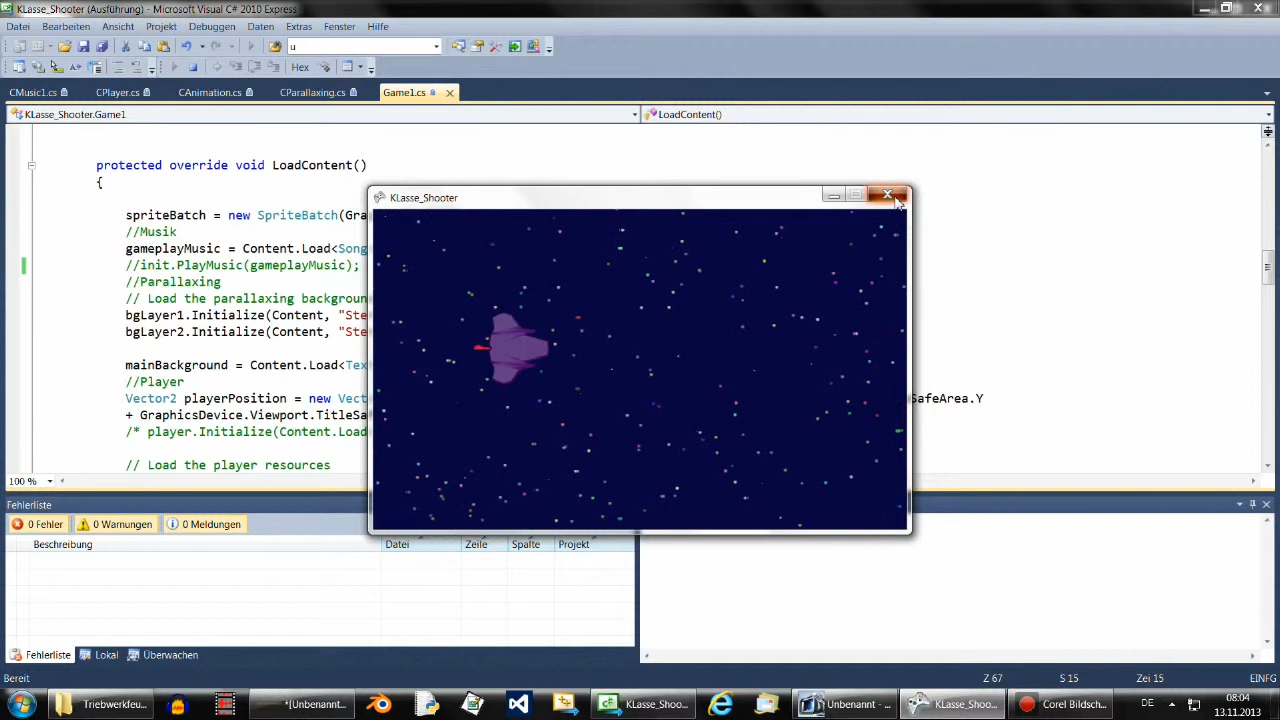 KLasse_Shooter (Ausführung) - Microsoft Visual C# 2010 Express
Datei Bearbeiten Ansicht Projekt Debuggen Daten Extras Fenster Hilfe
u
Hex
CMusic1.cs CPlayer.cs CAnimation.cs CParallaxing.cs Game1.cs
KLasse_Shooter.Game1 LoadContent()
protected override void LoadContent()
{
spriteBatch = new SpriteBatch(Gra
//Musik
gameplayMusic = Content.Load<Song
//init.PlayMusic(gameplayMusic);
//Parallaxing
// Load the parallaxing background
bgLayer1.Initialize(Content, "Ste
bgLayer2.Initialize(Content, "Ste
mainBackground = Content.Load<Tex
//Player
Vector2 playerPosition = new Vec SafeArea.Y
+ GraphicsDevice.Viewport.TitleSa
/* player.Initialize(Content.Load
// Load the player resources
KLasse_Shooter
100 %
Fehlerliste
0 Fehler 0 Warnungen 0 Meldungen
Beschreibung Datei Zeile Spalte Projekt
Fehlerliste Lokal Überwachen
Bereit Z 67 S 15 Zei 15 EINFG
Triebwerkfeu... *(Unbenannt... KLasse_Shoo... Unbenannt - ... KLasse_Shoo... Corel Bildsch... DE 08:04
13.11.2013